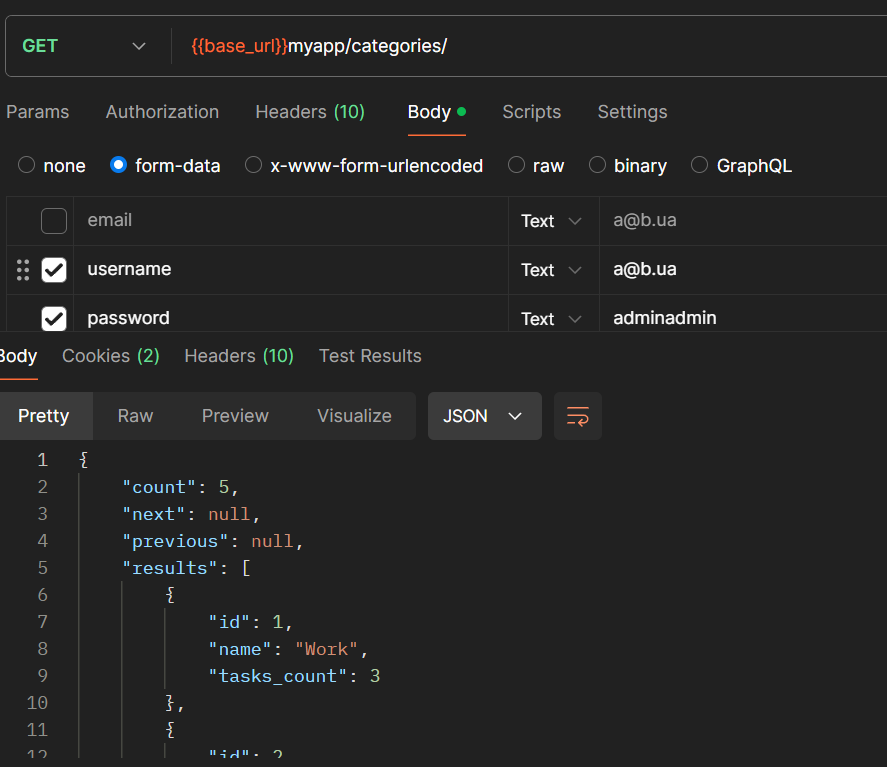 GET {{base_url}}myapp/categories/
Params Authorization Headers (10) Body Scripts Settings
none form-data x-www-form-urlencoded raw binary GraphQL
email Text a@b.ua
username Text a@b.ua
password Text adminadmin
Body Cookies (2) Headers (10) Test Results
Pretty Raw Preview Visualize JSON
1 {
2 "count": 5,
3 "next": null,
4 "previous": null,
5 "results": [
6 {
7 "id": 1,
8 "name": "Work",
9 "tasks_count": 3
10 },
11 {
12 "id": 2